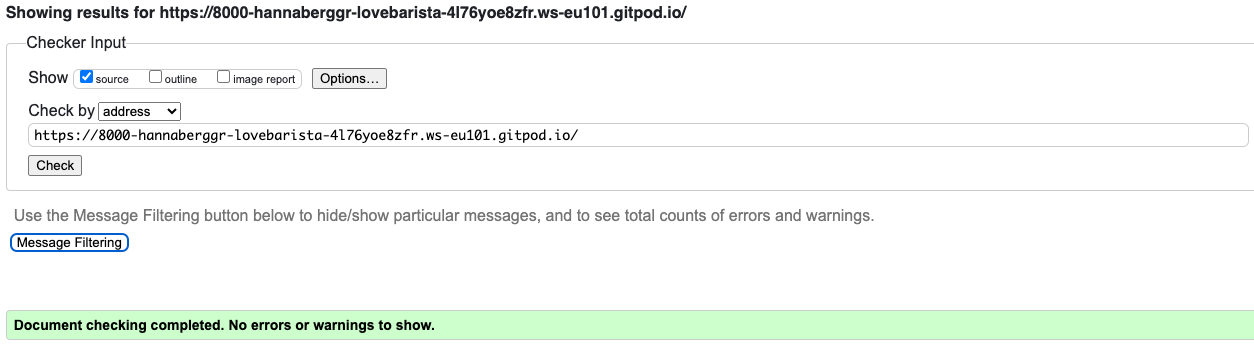 Showing results for https://8000-hannaberggr-lovebarista-4l76yoe8zfr.ws-eu101.gitpod.io/
Checker Input
Show source outline image report Options...
Check by address
https://8000-hannaberggr-lovebarista-4l76yoe8zfr.ws-eu101.gitpod.io/
Check
Use the Message Filtering button below to hide/show particular messages, and to see total counts of errors and warnings.
Message Filtering
Document checking completed. No errors or warnings to show.